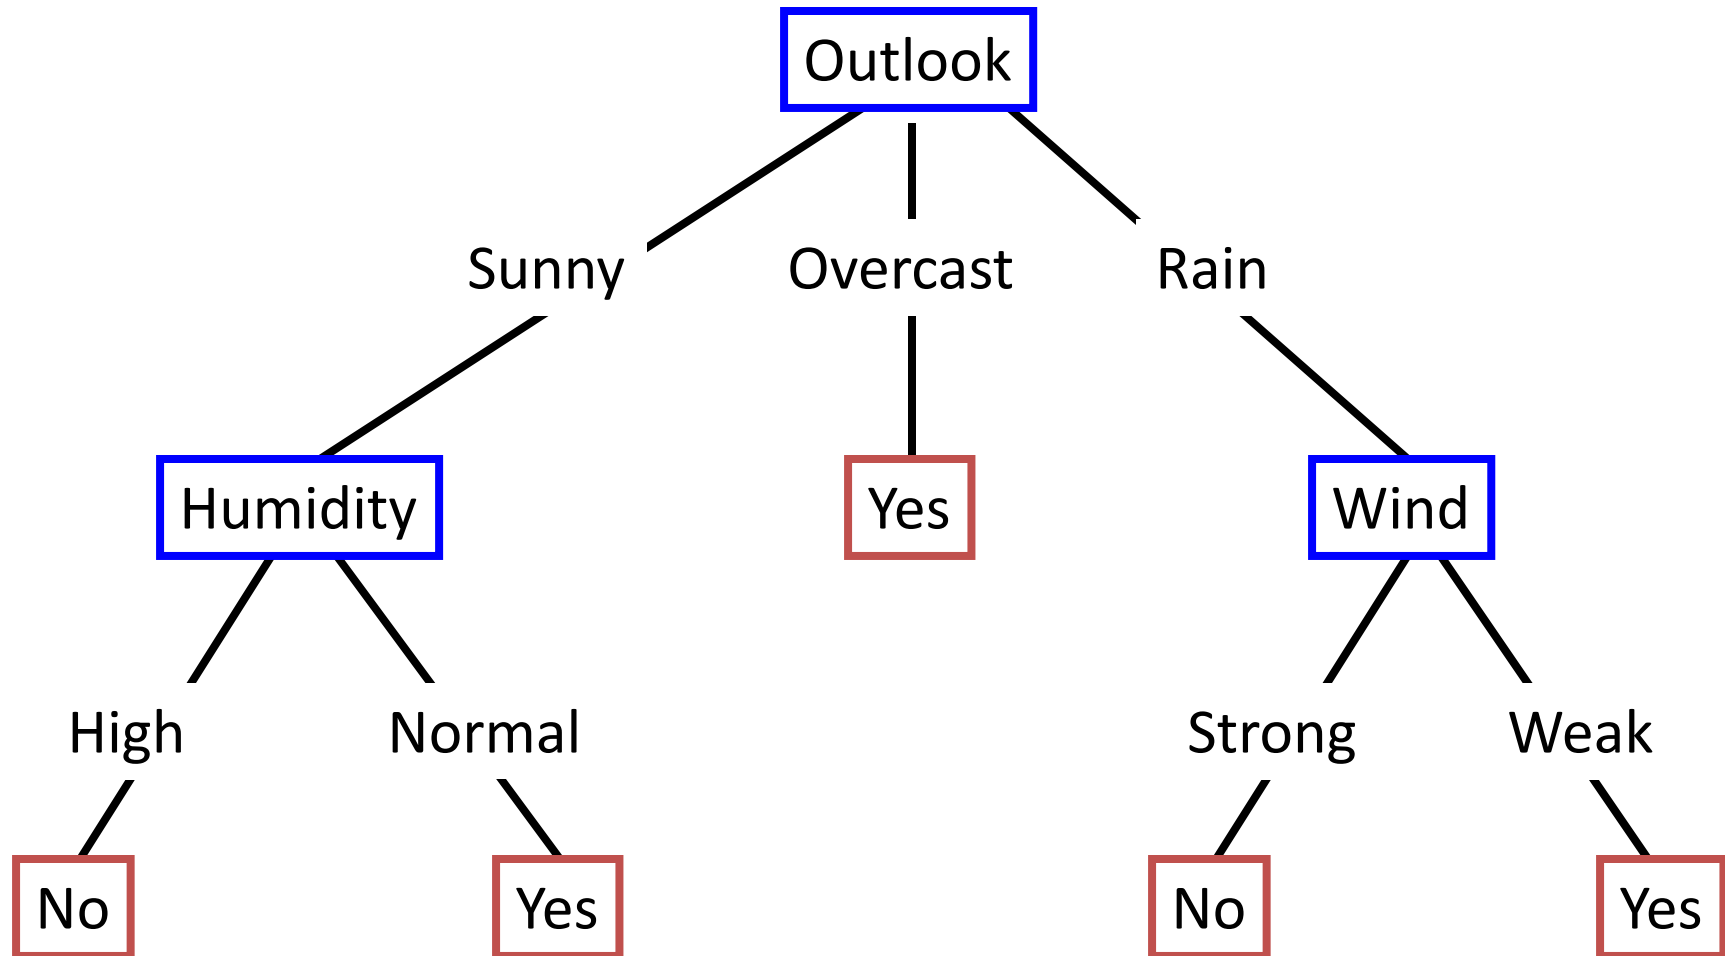 Outlook
Sunny Overcast Rain
Humidity Yes Wind
High Normal Strong Weak
No Yes No Yes